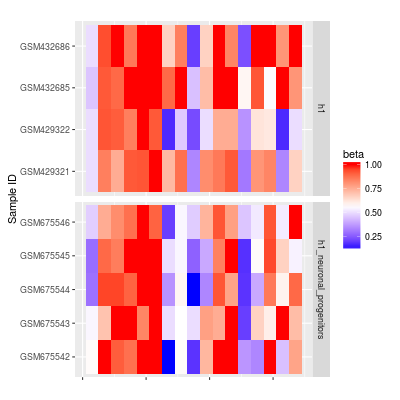 GSM432686
GSM432685
GSM429322
GSM429321
h1
GSM675546
GSM675545
GSM675544
GSM675543
GSM675542
h1_neuronal_progenitors
Sample ID
beta
1.00
0.75
0.50
0.25